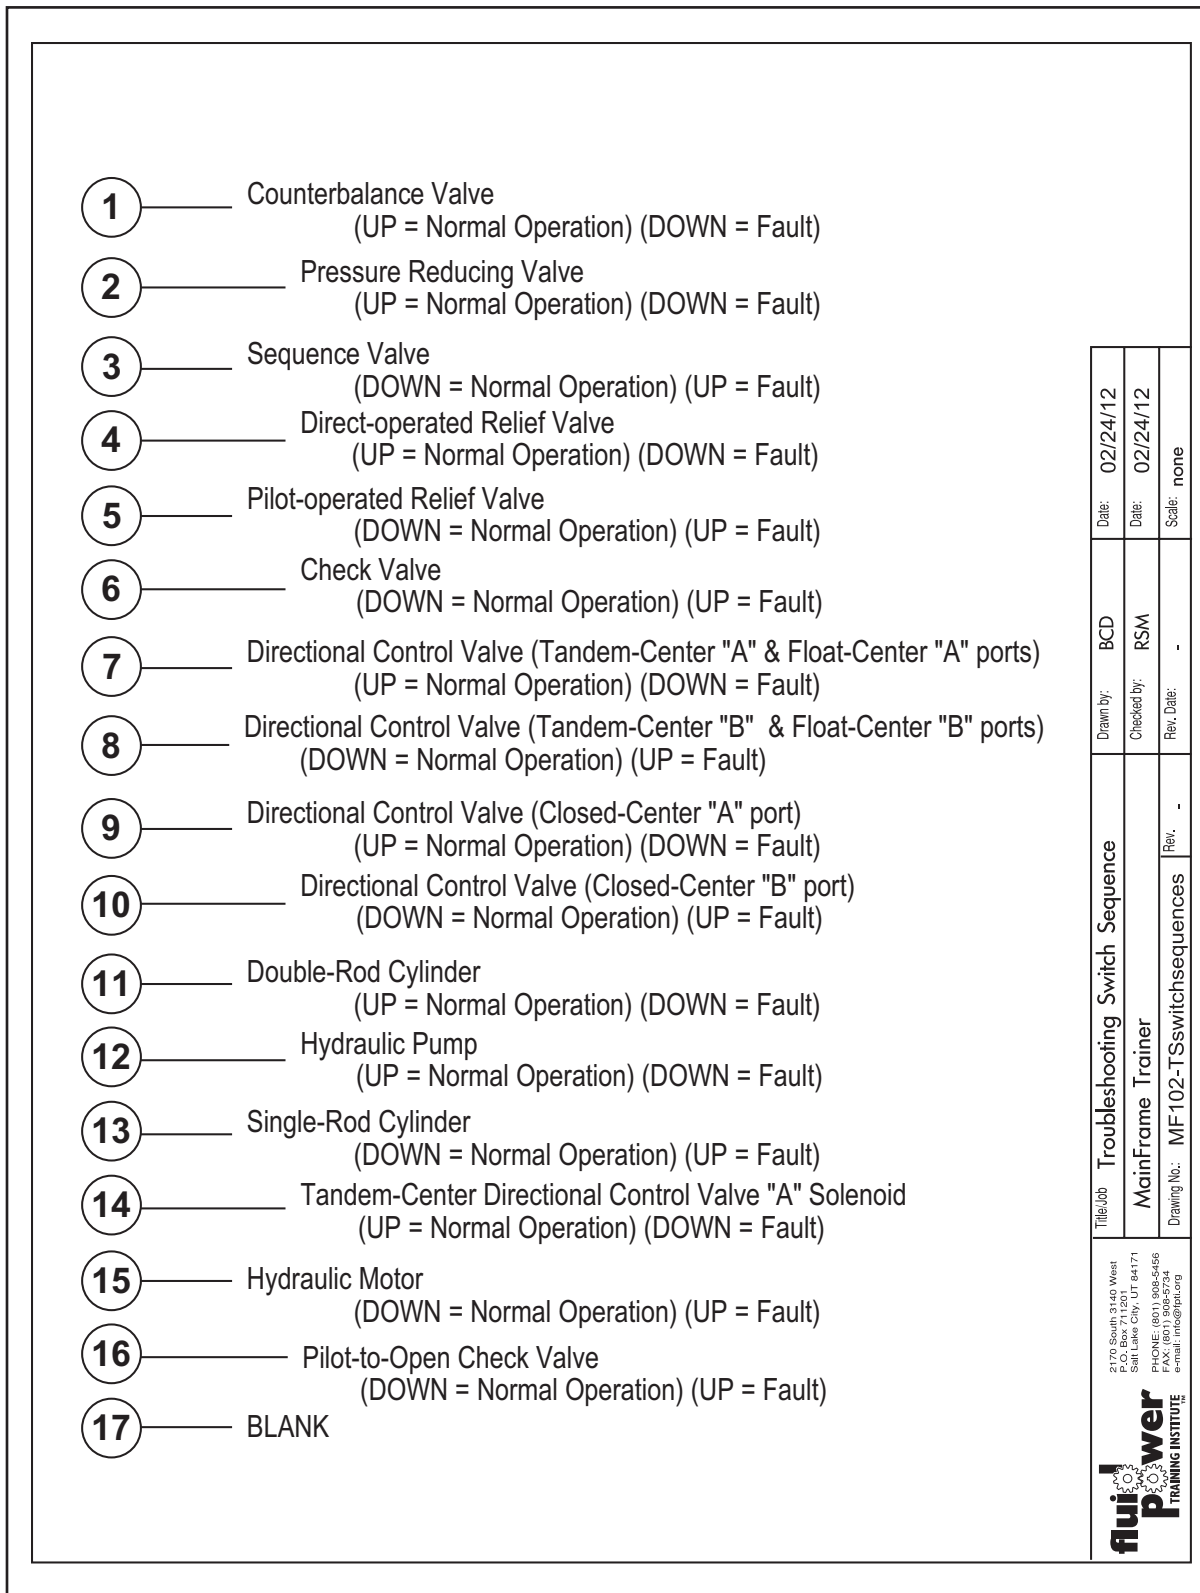 1 Counterbalance Valve
(UP = Normal Operation) (DOWN = Fault)
2 Pressure Reducing Valve
(UP = Normal Operation) (DOWN = Fault)
3 Sequence Valve
(DOWN = Normal Operation) (UP = Fault)
4 Direct-operated Relief Valve
(UP = Normal Operation) (DOWN = Fault)
5 Pilot-operated Relief Valve
(DOWN = Normal Operation) (UP = Fault)
6 Check Valve
(DOWN = Normal Operation) (UP = Fault)
7 Directional Control Valve (Tandem-Center "A" & Float-Center "A" ports)
(UP = Normal Operation) (DOWN = Fault)
8 Directional Control Valve (Tandem-Center "B" & Float-Center "B" ports)
(DOWN = Normal Operation) (UP = Fault)
9 Directional Control Valve (Closed-Center "A" port)
(UP = Normal Operation) (DOWN = Fault)
10 Directional Control Valve (Closed-Center "B" port)
(DOWN = Normal Operation) (UP = Fault)
11 Double-Rod Cylinder
(UP = Normal Operation) (DOWN = Fault)
12 Hydraulic Pump
(UP = Normal Operation) (DOWN = Fault)
13 Single-Rod Cylinder
(DOWN = Normal Operation) (UP = Fault)
14 Tandem-Center Directional Control Valve "A" Solenoid
(UP = Normal Operation) (DOWN = Fault)
15 Hydraulic Motor
(DOWN = Normal Operation) (UP = Fault)
16 Pilot-to-Open Check Valve
(DOWN = Normal Operation) (UP = Fault)
17 BLANK
fluid power
TRAINING INSTITUTE ™
2170 South 3140 West
P.O. Box 711201
Salt Lake City, UT 84171
PHONE: (801) 908-5456
FAX: (801) 908-5734
e-mail: info@fpti.org
Title/Job Troubleshooting Switch Sequence
Drawn by: BCD
Date: 02/24/12
MainFrame Trainer
Checked by: RSM
Date: 02/24/12
Drawing No.: MF102-TSswitchsequences
Rev. -
Rev. Date: -
Scale: none